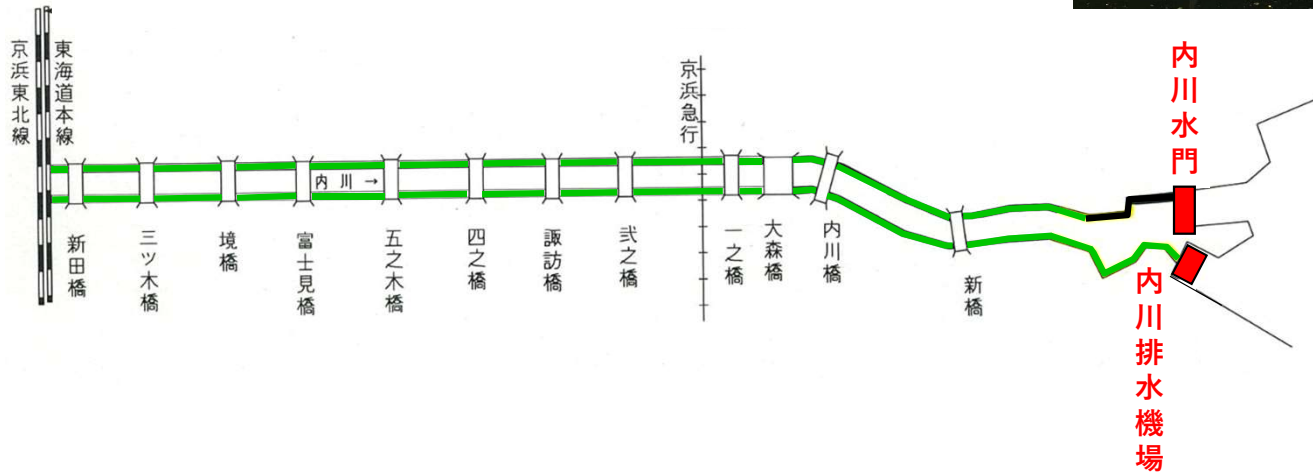 京浜東北線
東海道本線
新田橋
三ツ木橋
境橋
富士見橋
内川→
五之木橋
四之橋
諏訪橋
弐之橋
京浜急行
一之橋
大森橋
内川橋
新橋
内川水門
内川排水機場